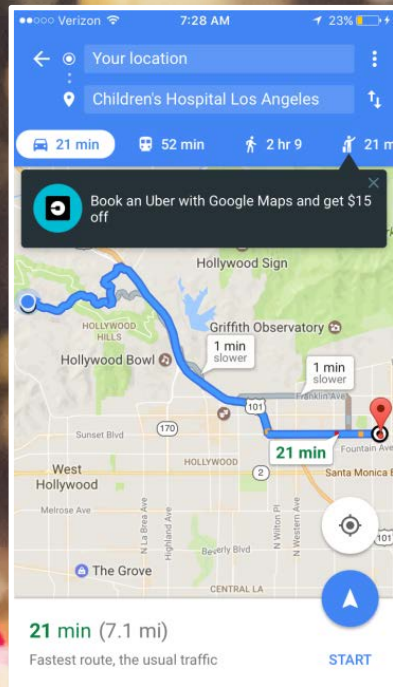 Verizon 7:28 AM 23%
Your location
Children's Hospital Los Angeles
21 min 52 min 2 hr 9 21 m
Book an Uber with Google Maps and get $15
off
Hollywood Sign
HOLLYWOOD
HILLS
Griffith Observatory
Hollywood Bowl
1 min
slower
1 min
slower
Franklin Ave
101
170
Sunset Blvd
21 min
Fountain Ave
West
Hollywood
HOLLYWOOD
2
Santa Monica B
Melrose Ave
N La Brea Ave
Highland Ave
Beverly Blvd
N Wilton Pl
N Western Ave
101
The Grove
CENTRAL LA
21 min (7.1 mi)
Fastest route, the usual traffic
START